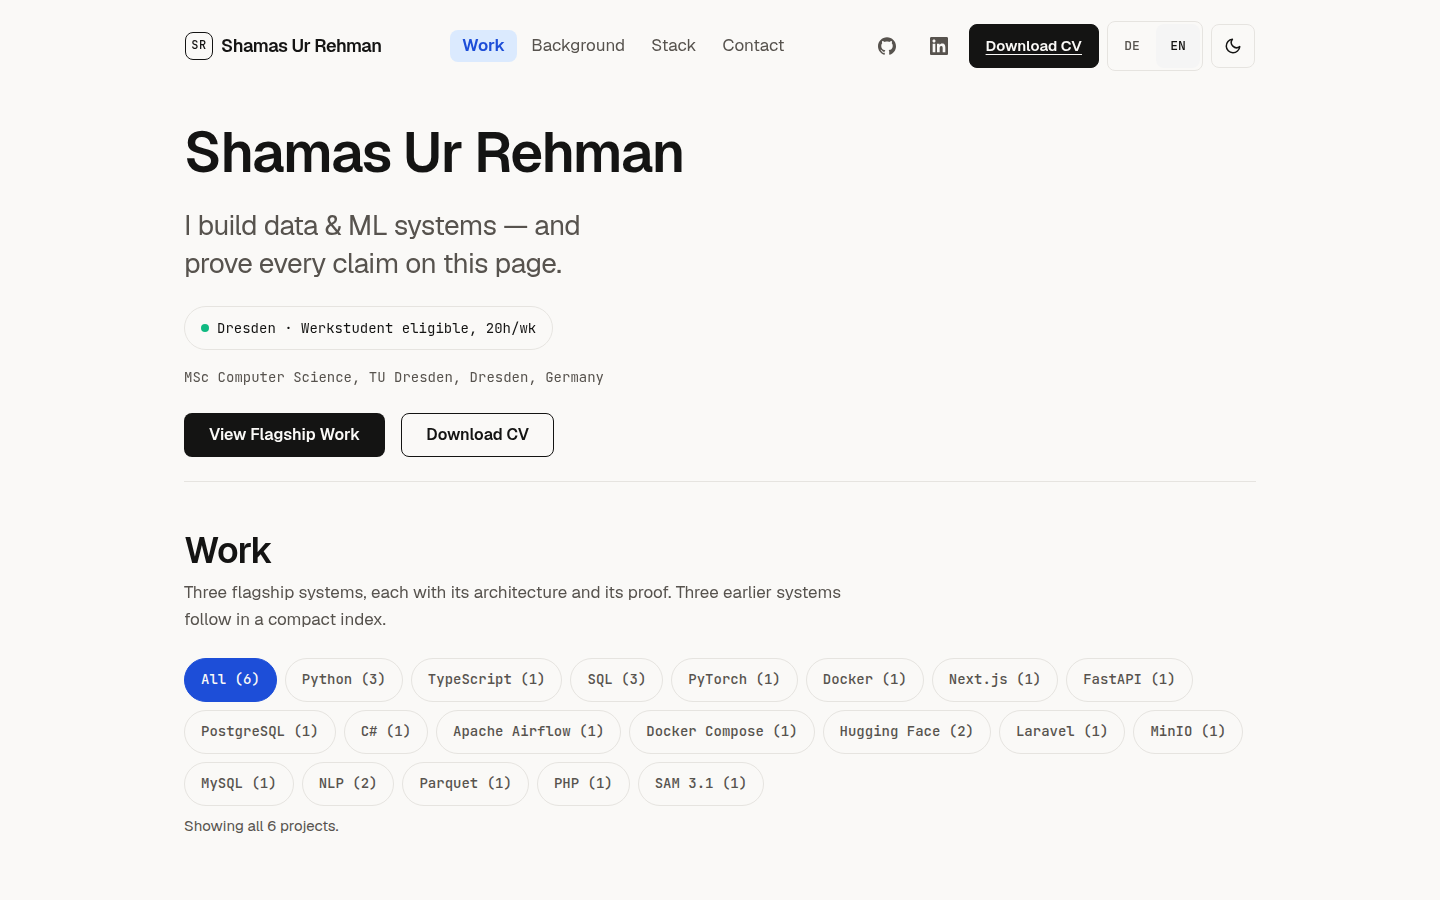 SR Shamas Ur Rehman Work Background Stack Contact Download CV DE EN
Shamas Ur Rehman
I build data & ML systems — and
prove every claim on this page.
Dresden · Werkstudent eligible, 20h/wk
MSc Computer Science, TU Dresden, Dresden, Germany
View Flagship Work Download CV
Work
Three flagship systems, each with its architecture and its proof. Three earlier systems
follow in a compact index.
All (6) Python (3) TypeScript (1) SQL (3) PyTorch (1) Docker (1) Next.js (1) FastAPI (1)
PostgreSQL (1) C# (1) Apache Airflow (1) Docker Compose (1) Hugging Face (2) Laravel (1) MinIO (1)
MySQL (1) NLP (2) Parquet (1) PHP (1) SAM 3.1 (1)
Showing all 6 projects.